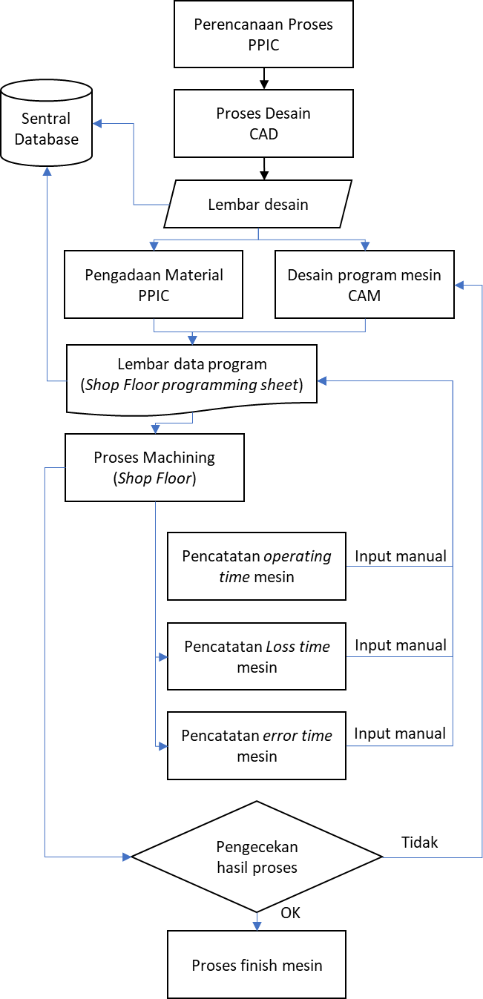 Perencanaan Proses
PPIC
Proses Desain
CAD
Sentral
Database
Lembar desain
Pengadaan Material
PPIC
Desain program mesin
CAM
Lembar data program
(Shop Floor programming sheet)
Proses Machining
(Shop Floor)
Pencatatan operating
time mesin
Input manual
Pencatatan Loss time
mesin
Input manual
Pencatatan error time
mesin
Input manual
Pengecekan
hasil proses
Tidak
OK
Proses finish mesin